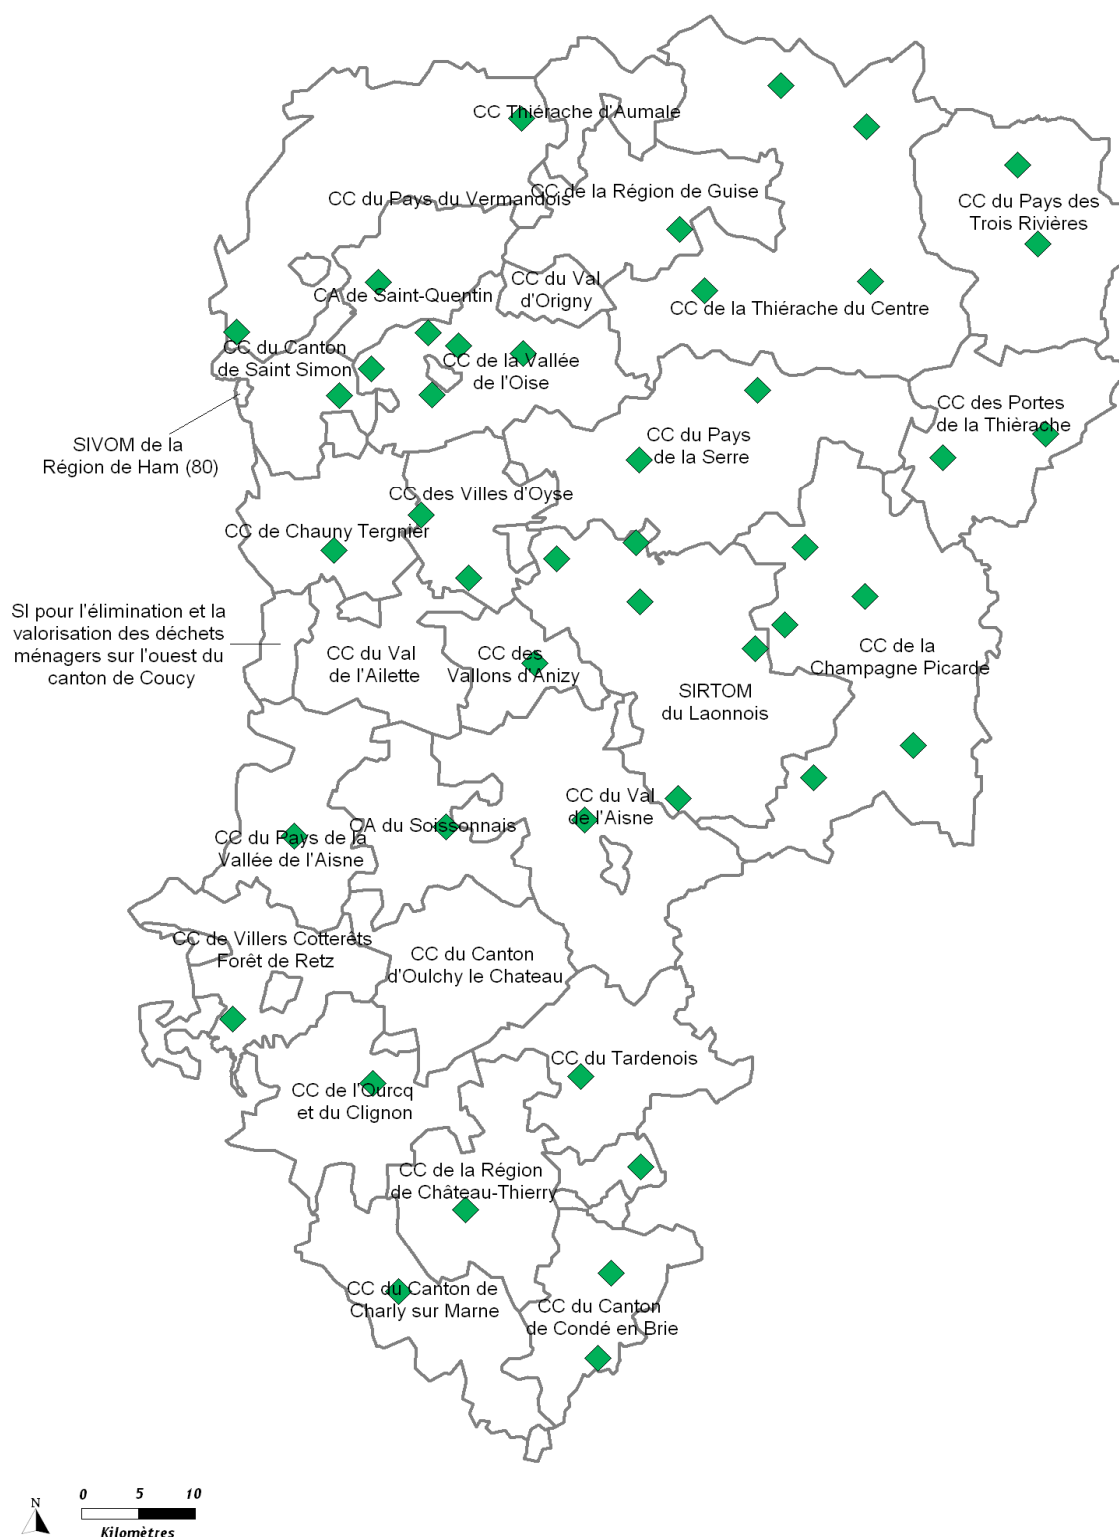 CC Thiérache d'Aumale
CC du Pays du Vermandois
CC de la Région de Guise
CC du Pays des
Trois Rivières
CA de Saint-Quentin
CC du Val
d'Origny
CC de la Thiérache du Centre
CC du Canton
de Saint Simon
CC de la Vallée
de l'Oise
CC des Portes
de la Thiérache
SIVOM de la
Région de Ham (80)
CC du Pays
de la Serre
CC des Villes d'Oyse
CC de Chauny Tergnier
SI pour l'élimination et la
valorisation des déchets
ménagers sur l'ouest du
canton de Coucy
CC du Val
de l'Ailette
CC des
Vallons d'Anizy
CC de la
Champagne Picarde
SIRTOM
du Laonnois
CC du Val
de l'Aisne
CA du Soissonnais
CC du Pays de la
Vallée de l'Aisne
CC de Villers Cotterêts
Forêt de Retz
CC du Canton
d'Oulchy le Chateau
CC du Tardenois
CC de l'Ourcq
et du Clignon
CC de la Région
de Château-Thierry
CC du Canton de
Charly sur Marne
CC du Canton
de Condé en Brie
N
0 5 10
Kilomètres